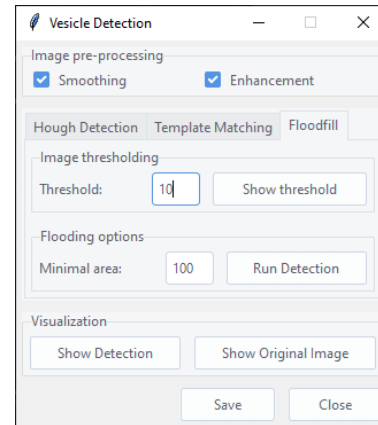 Vesicle Detection
Image pre-processing
Smoothing Enhancement
Hough Detection Template Matching Floodfill
Image thresholding
Threshold: 10 Show threshold
Flooding options
Minimal area: 100 Run Detection
Visualization
Show Detection Show Original Image
Save Close